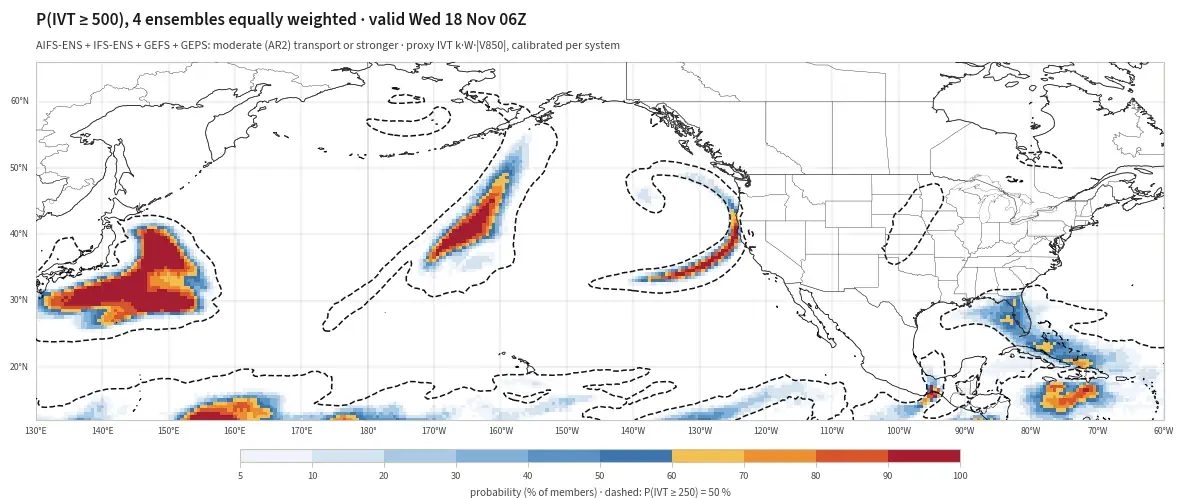 P(IVT ≥ 500), 4 ensembles equally weighted · valid Wed 18 Nov 06Z
AIFS-ENS + IFS-ENS + GEFS + GEPS: moderate (AR2) transport or stronger · proxy IVT k·W·|V850|, calibrated per system
60°N
50°N
40°N
30°N
20°N
130°E 140°E 150°E 160°E 170°E 180° 170°W 160°W 150°W 140°W 130°W 120°W 110°W 100°W 90°W 80°W 70°W 60°W
5 10 20 30 40 50 60 70 80 90 100
probability (% of members) · dashed: P(IVT ≥ 250) = 50 %